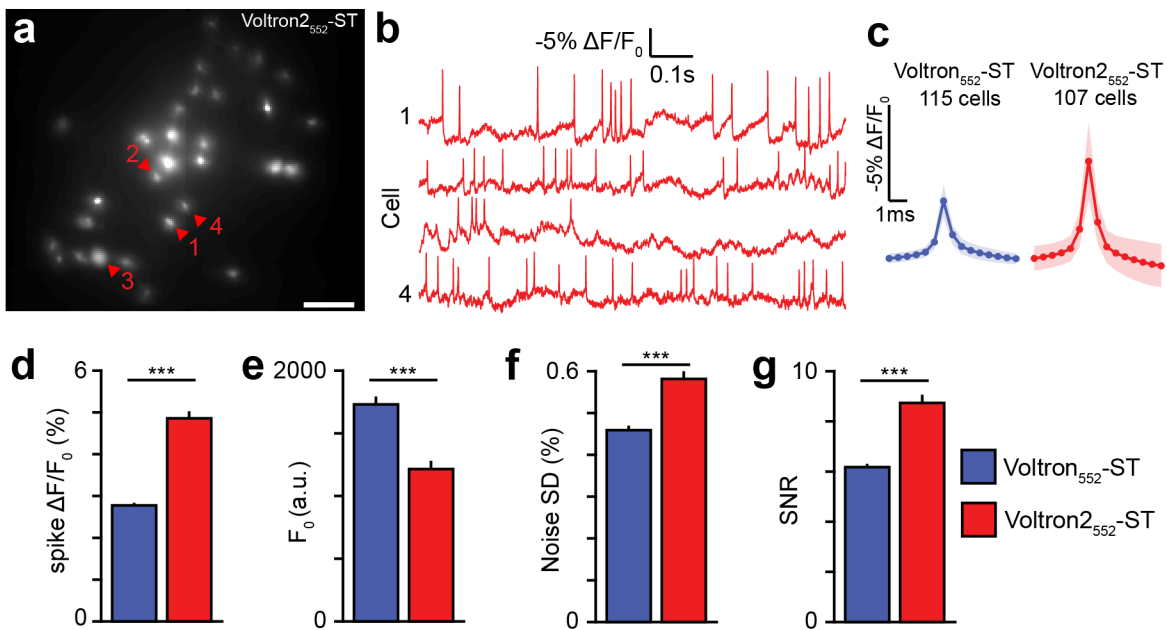 a
Voltron2₅₅₂-ST
2
4
1
3
b
-5% ΔF/F₀
0.1s
Cell
1
4
c
Voltron₅₅₂-ST
115 cells
Voltron2₅₅₂-ST
107 cells
-5% ΔF/F₀
1ms
d
spike ΔF/F₀ (%)
6
0
***
e
F₀ (a.u.)
2000
0
***
f
Noise SD (%)
0.6
0
***
g
SNR
10
0
***
Voltron₅₅₂-ST
Voltron2₅₅₂-ST